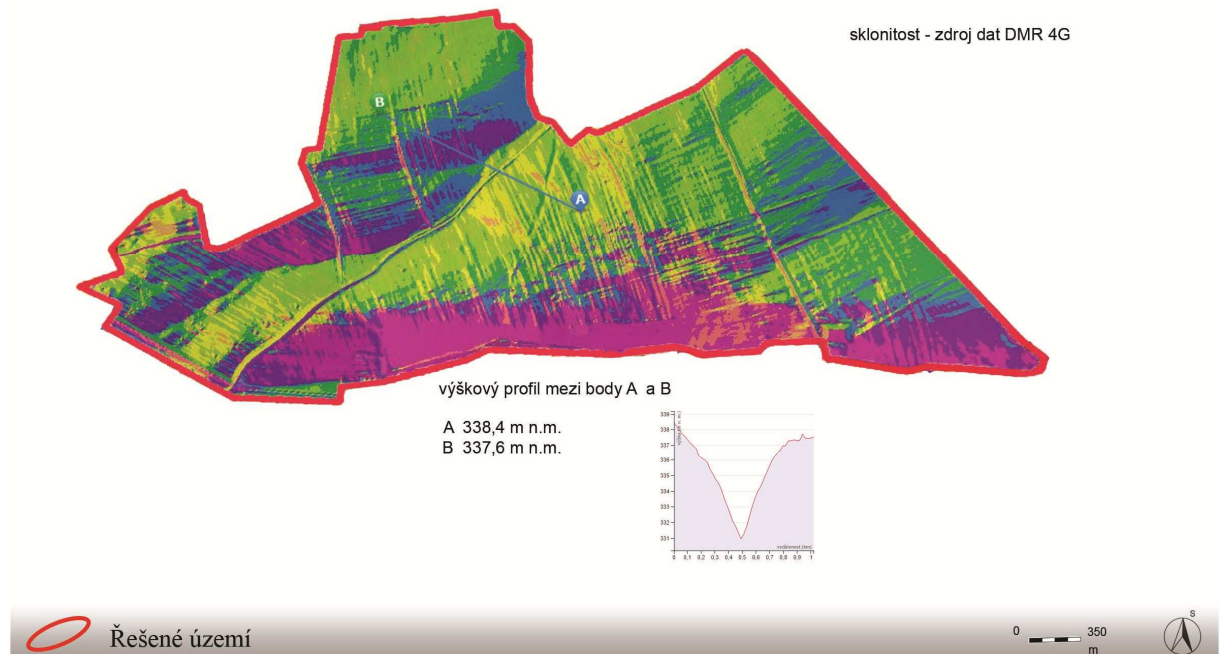 sklonitost - zdroj dat DMR 4G
B
A
výškový profil mezi body A a B
A 338,4 m n.m.
B 337,6 m n.m.
339
338
337
336
335
334
333
332
331
vzdálenost (km)
0 0,1 0,2 0,3 0,4 0,5 0,6 0,7 0,8 0,9 1
Řešené území
0 350
m
S